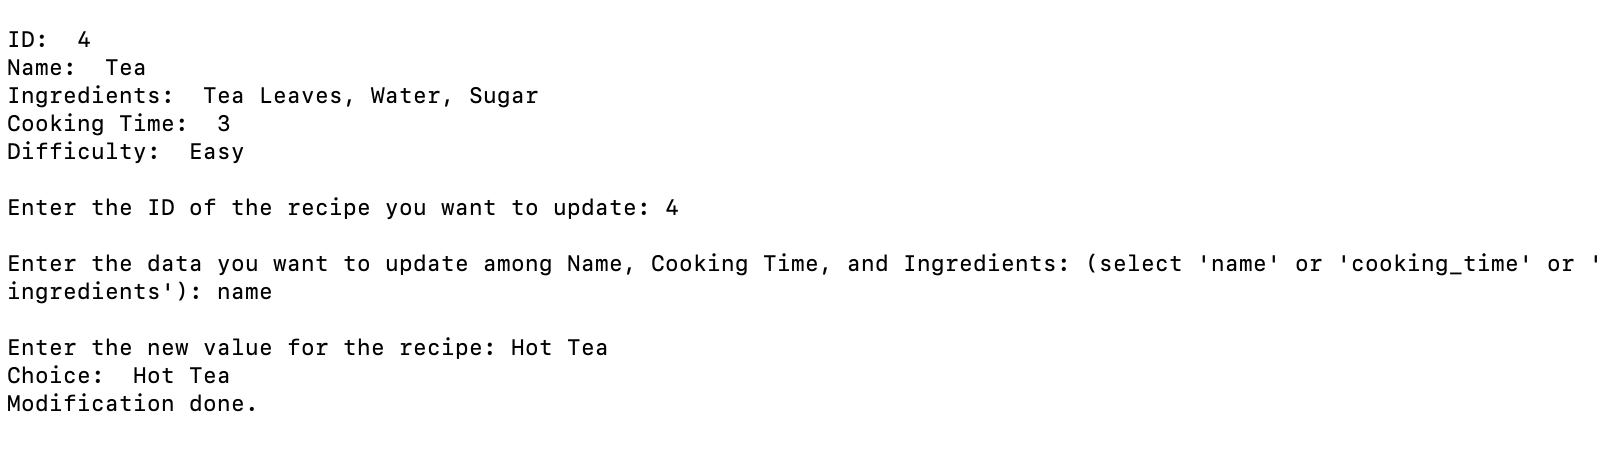 ID:  4
Name:  Tea
Ingredients:  Tea Leaves, Water, Sugar
Cooking Time:  3
Difficulty:  Easy
Enter the ID of the recipe you want to update: 4
Enter the data you want to update among Name, Cooking Time, and Ingredients: (select 'name' or 'cooking_time' or '
ingredients'): name
Enter the new value for the recipe: Hot Tea
Choice:  Hot Tea
Modification done.